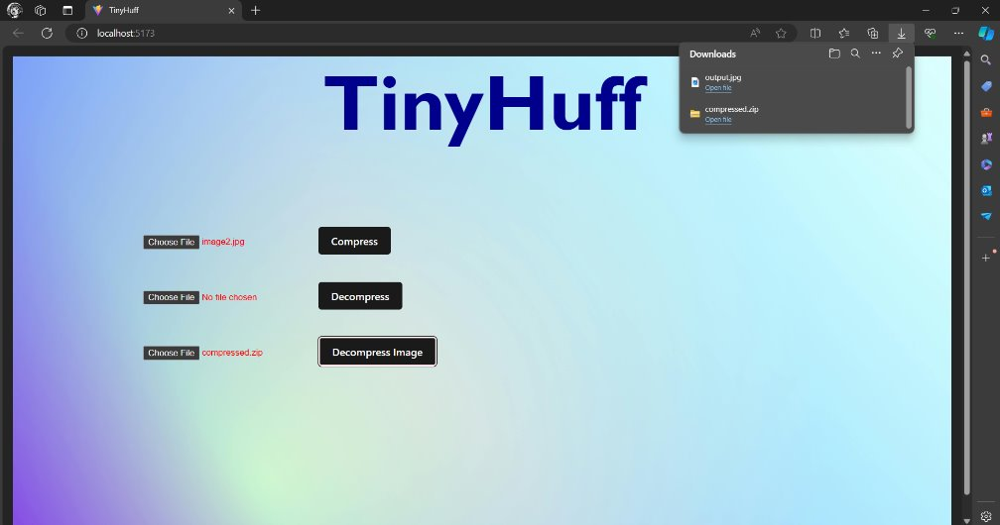 TinyHuff
localhost:5173
Downloads
output.jpg
Open file
compressed.zip
Open file
TinyHuff
Choose File image2.jpg Compress
Choose File No file chosen Decompress
Choose File compressed.zip Decompress Image